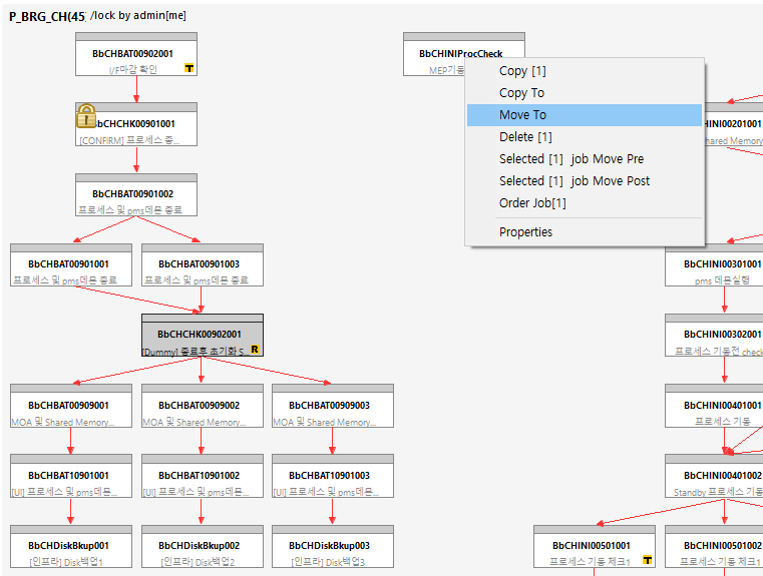 P_BRG_CH(45) /lock by admin[me]
BbCHBAT00902001
I/F마감 확인
T
BbCHINIProcCheck
MEP기동
Copy [1]
Copy To
Move To
Delete [1]
Selected [1] job Move Pre
Selected [1] job Move Post
Order Job[1]
Properties
bCHCHK00901001
[CONFIRM] 프로세스 종...
HINI00201001
hared Memory
BbCHBAT00901002
프로세스 및 pms데몬 종료
BbCHBAT00901001
프로세스 및 pms데몬 종료
BbCHBAT00901003
프로세스 및 pms데몬 종료
BbCHINI00301001
pms 데몬실행
BbCHCHK00902001
[Dummy] 종료후 초기화 S...
R
BbCHINI00302001
프로세스 기동전 check
BbCHBAT00909001
MOA 및 Shared Memory...
BbCHBAT00909002
MOA 및 Shared Memory...
BbCHBAT00909003
MOA 및 Shared Memory...
BbCHINI00401001
프로세스 기동
BbCHBAT10901001
[UI] 프로세스 및 pms데몬...
BbCHBAT10901002
[UI] 프로세스 및 pms데몬...
BbCHBAT10901003
[UI] 프로세스 및 pms데몬...
BbCHINI00401002
Standby 프로세스 기동
BbCHDiskBkup001
[인프라] Disk백업1
BbCHDiskBkup002
[인프라] Disk백업2
BbCHDiskBkup003
[인프라] Disk백업3
BbCHINI00501001
프로세스 기동 체크1
T
BbCHINI00501002
프로세스 기동 체크1